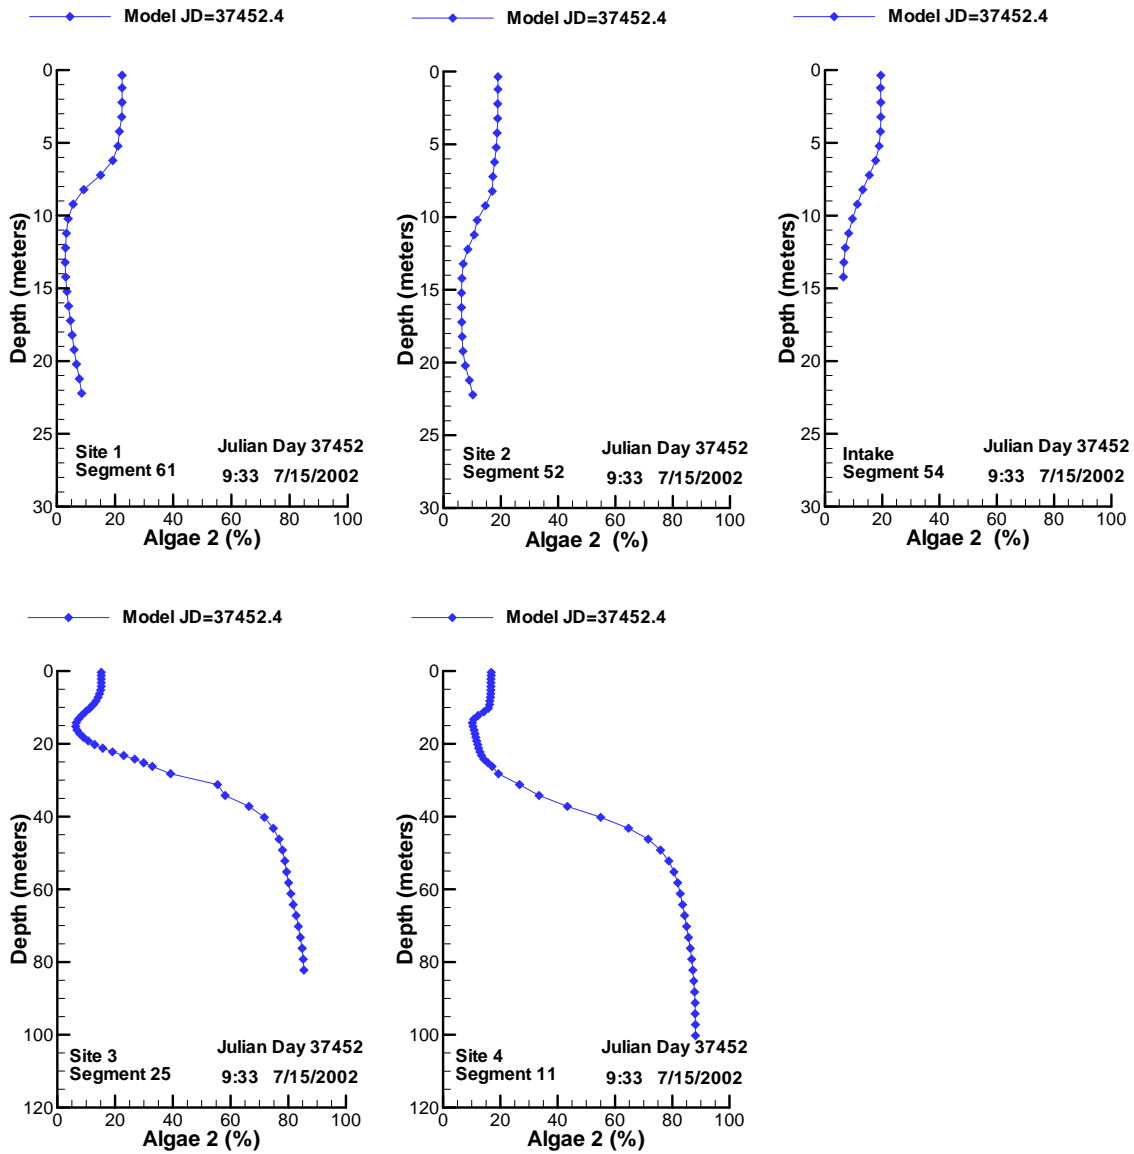 Model JD=37452.4
0
5
10
15
20
25
30
Depth (meters)
Site 1
Segment 61
Julian Day 37452
9:33 7/15/2002
0 20 40 60 80 100
Algae 2 (%)
Model JD=37452.4
0
5
10
15
20
25
30
Depth (meters)
Site 2
Segment 52
Julian Day 37452
9:33 7/15/2002
0 20 40 60 80 100
Algae 2 (%)
Model JD=37452.4
0
5
10
15
20
25
30
Depth (meters)
Intake
Segment 54
Julian Day 37452
9:33 7/15/2002
0 20 40 60 80 100
Algae 2 (%)
Model JD=37452.4
0
20
40
60
80
100
120
Depth (meters)
Site 3
Segment 25
Julian Day 37452
9:33 7/15/2002
0 20 40 60 80 100
Algae 2 (%)
Model JD=37452.4
0
20
40
60
80
100
120
Depth (meters)
Site 4
Segment 11
Julian Day 37452
9:33 7/15/2002
0 20 40 60 80 100
Algae 2 (%)